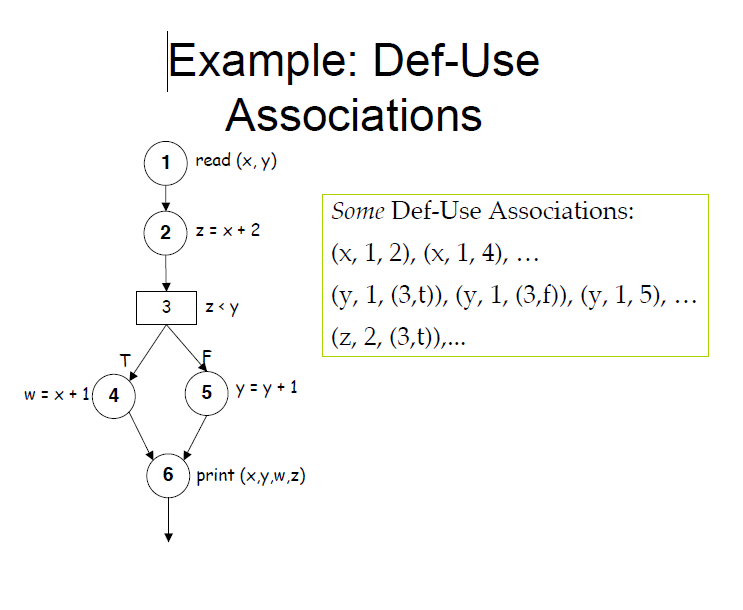 Example: Def-Use
Associations
1 read (x, y)
2 z = x + 2
3 z < y
T F
w = x + 1 4 5 y = y + 1
6 print (x,y,w,z)
Some Def-Use Associations:
(x, 1, 2), (x, 1, 4), …
(y, 1, (3,t)), (y, 1, (3,f)), (y, 1, 5), …
(z, 2, (3,t)),...